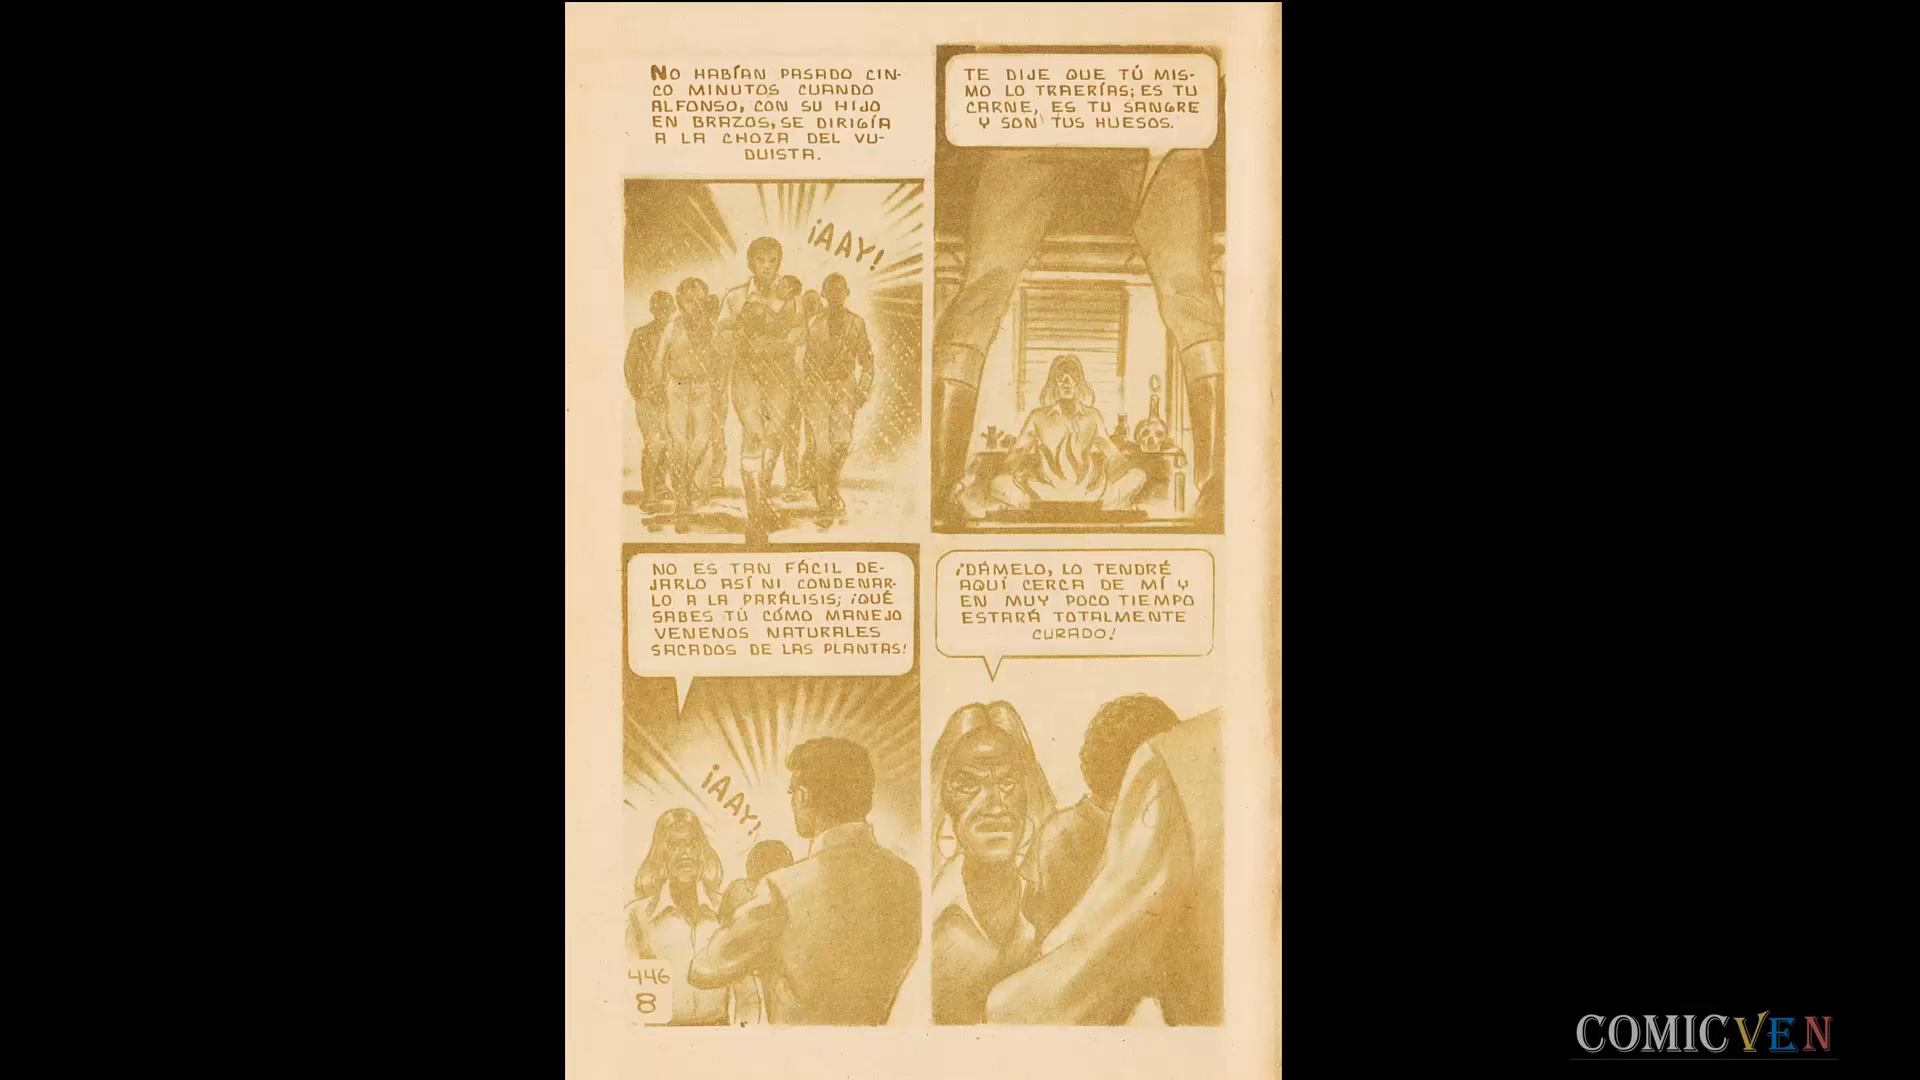 NO HABÍAN PASADO CIN-
CO MINUTOS CUANDO
ALFONSO, CON SU HIJO
EN BRAZOS, SE DIRIGÍA
A LA CHOZA DEL VU-
DUISTA.
¡AAY!
TE DIJE QUE TÚ MIS-
MO LO TRAERÍAS; ES TU
CARNE, ES TU SANGRE
Y SON TUS HUESOS.
NO ES TAN FÁCIL DE-
JARLO ASÍ NI CONDENAR-
LO A LA PARÁLISIS; ¡QUÉ
SABES TÚ CÓMO MANEJO
VENENOS NATURALES
SACADOS DE LAS PLANTAS!
¡AAY!
446
8
¡DÁMELO, LO TENDRÉ
AQUÍ CERCA DE MÍ Y
EN MUY POCO TIEMPO
ESTARÁ TOTALMENTE
CURADO!
COMICVEN